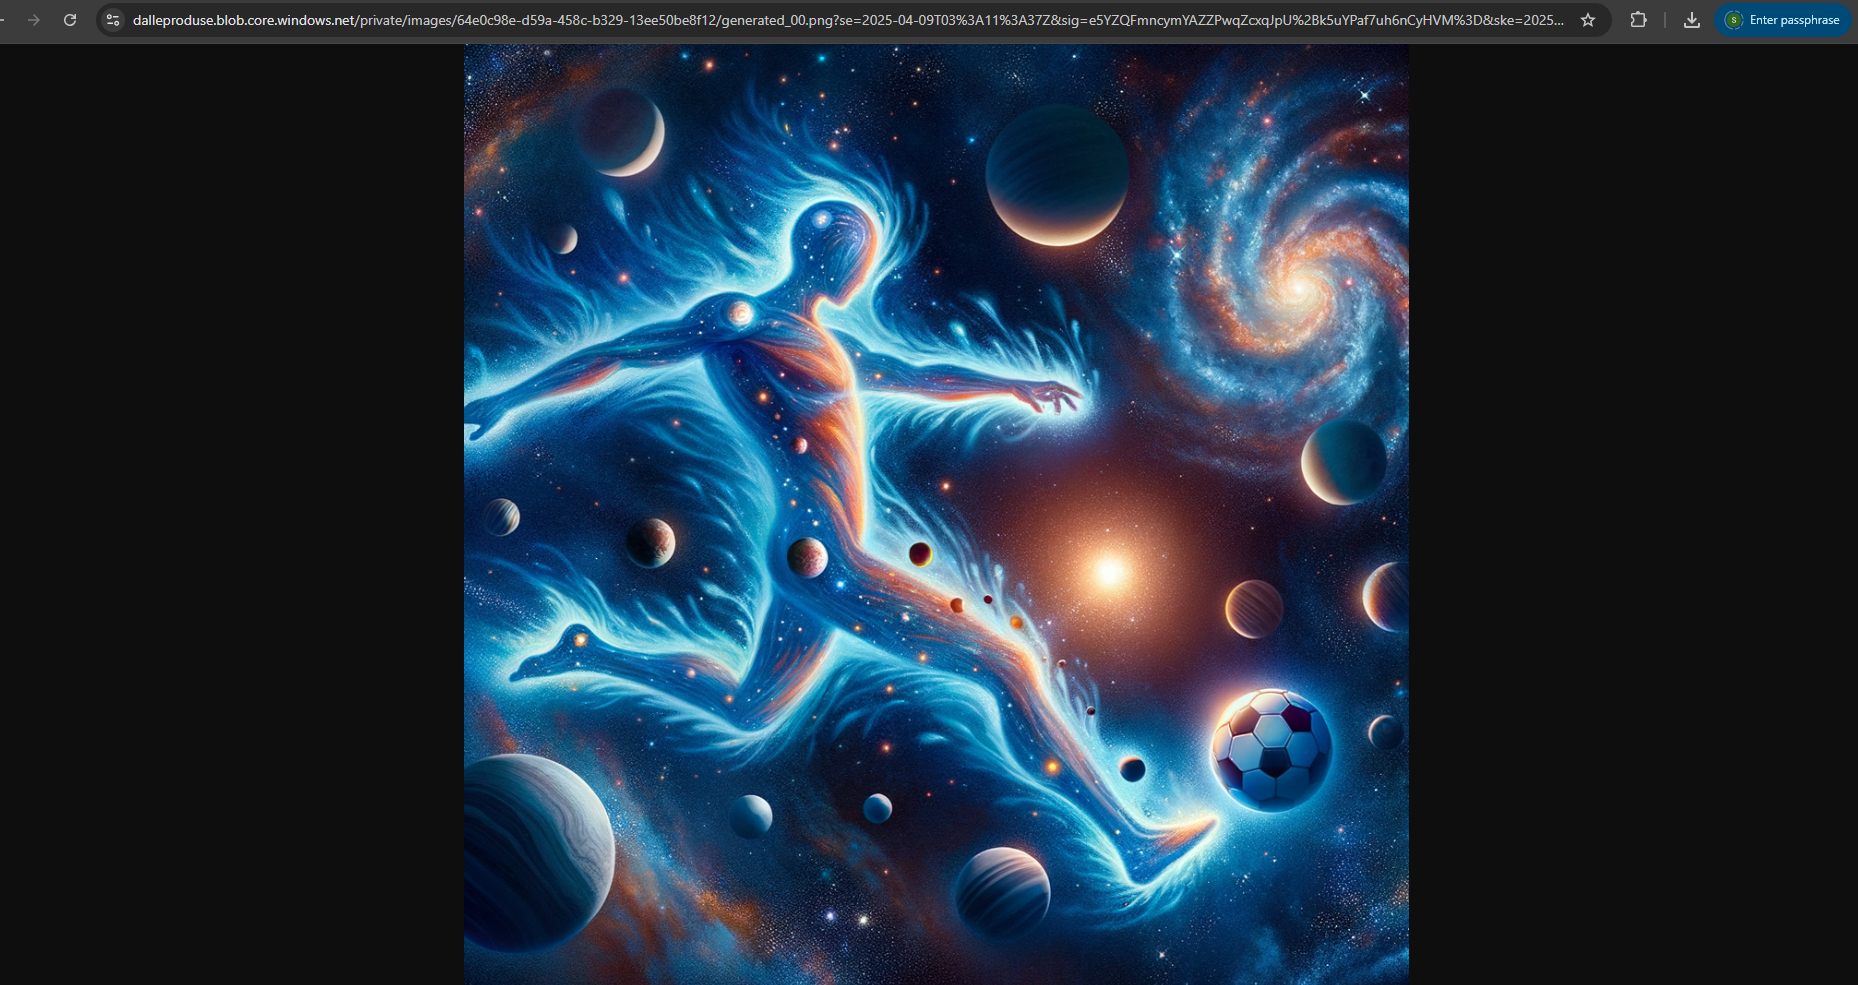 dalleproduse.blob.core.windows.net/private/images/64e0c98e-d59a-458c-b329-13ee50be8f12/generated_00.png?se=2025-04-09T03%3A11%3A37Z&sig=e5YZQFmncymYAZZPwqZcxqJpU%2Bk5uYPaf7uh6nCyHVM%3D&ske=2025...
S
Enter passphrase